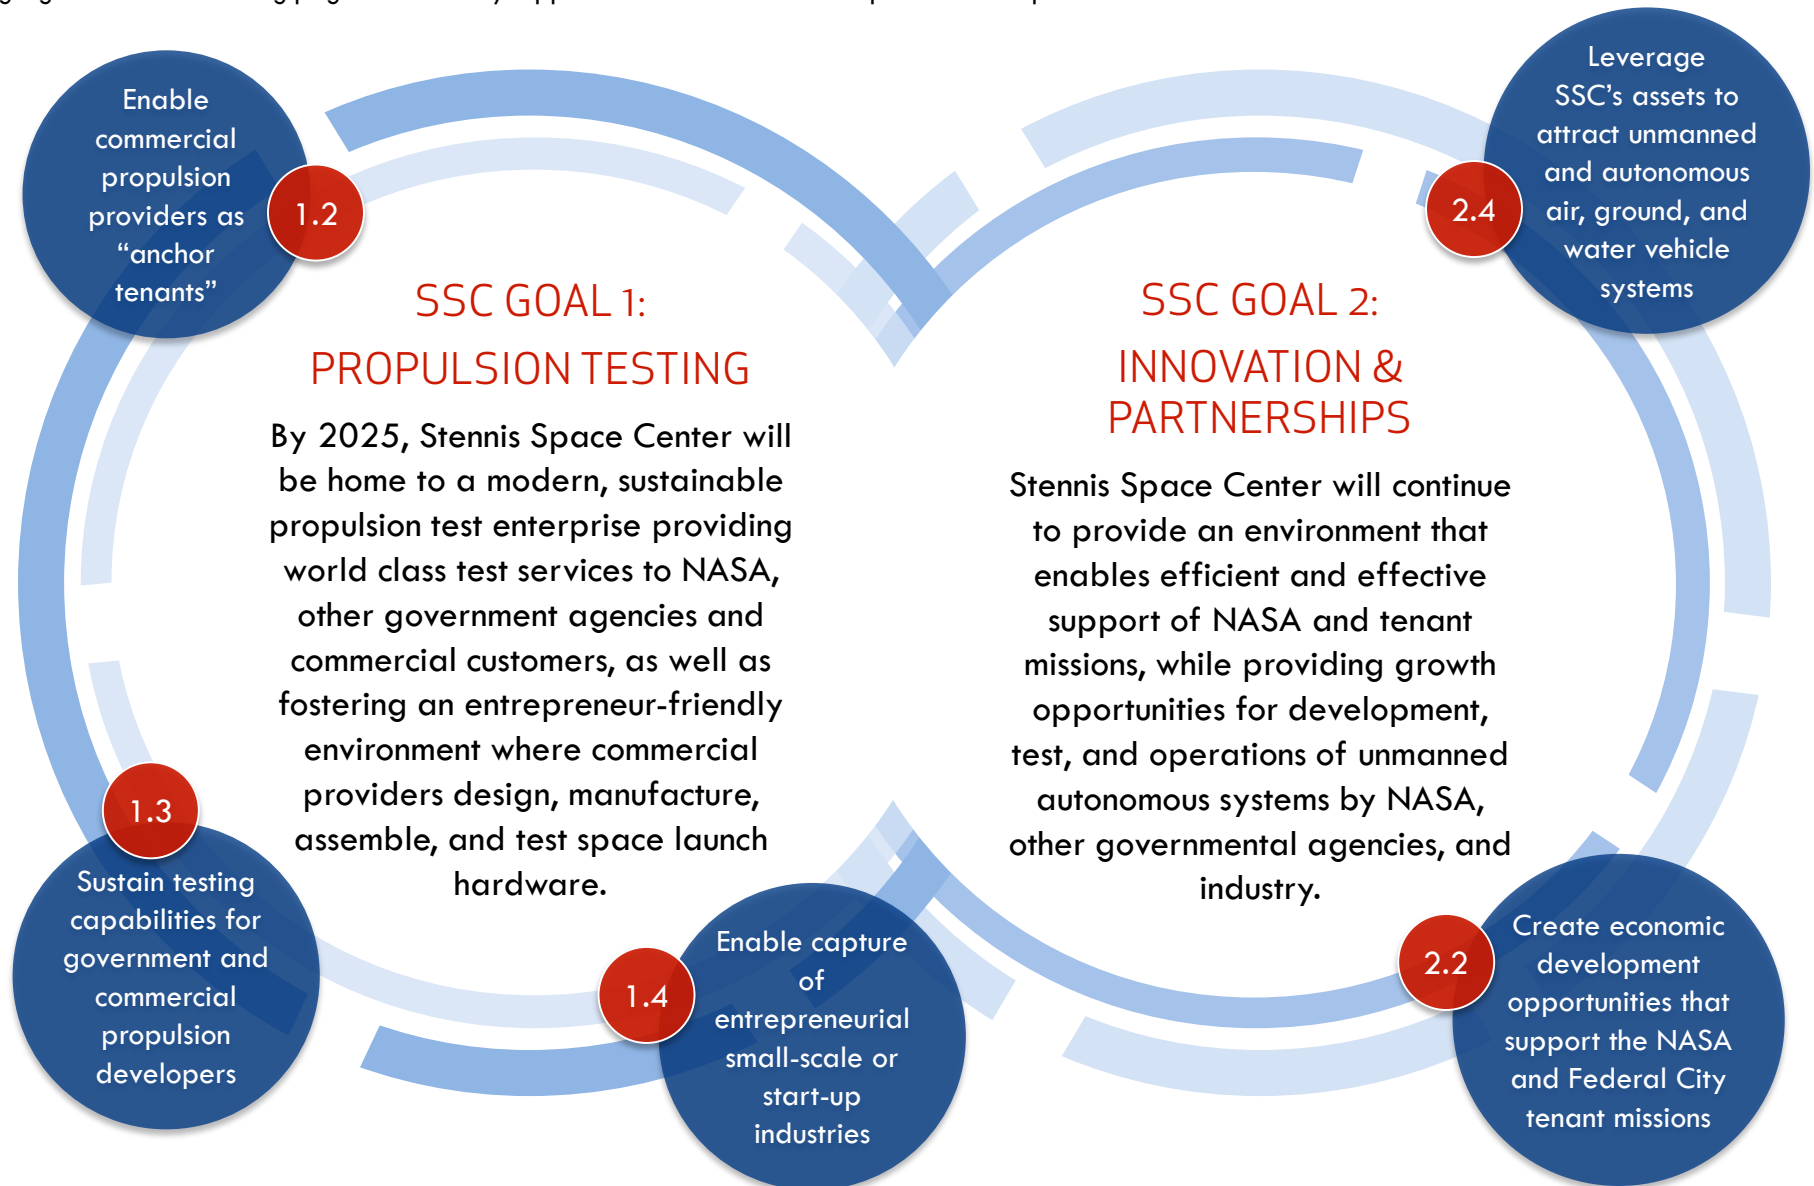 Enable
commercial
propulsion
providers as
“anchor
tenants”
1.2
SSC GOAL 1:
PROPULSION TESTING
By 2025, Stennis Space Center will
be home to a modern, sustainable
propulsion test enterprise providing
world class test services to NASA,
other government agencies and
commercial customers, as well as
fostering an entrepreneur-friendly
environment where commercial
providers design, manufacture,
assemble, and test space launch
hardware.
1.3
Sustain testing
capabilities for
government and
commercial
propulsion
developers
1.4
Enable capture
of
entrepreneurial
small-scale or
start-up
industries
Leverage
SSC’s assets to
attract unmanned
and autonomous
air, ground, and
water vehicle
systems
2.4
SSC GOAL 2:
INNOVATION &
PARTNERSHIPS
Stennis Space Center will continue
to provide an environment that
enables efficient and effective
support of NASA and tenant
missions, while providing growth
opportunities for development,
test, and operations of unmanned
autonomous systems by NASA,
other governmental agencies, and
industry.
2.2
Create economic
development
opportunities that
support the NASA
and Federal City
tenant missions